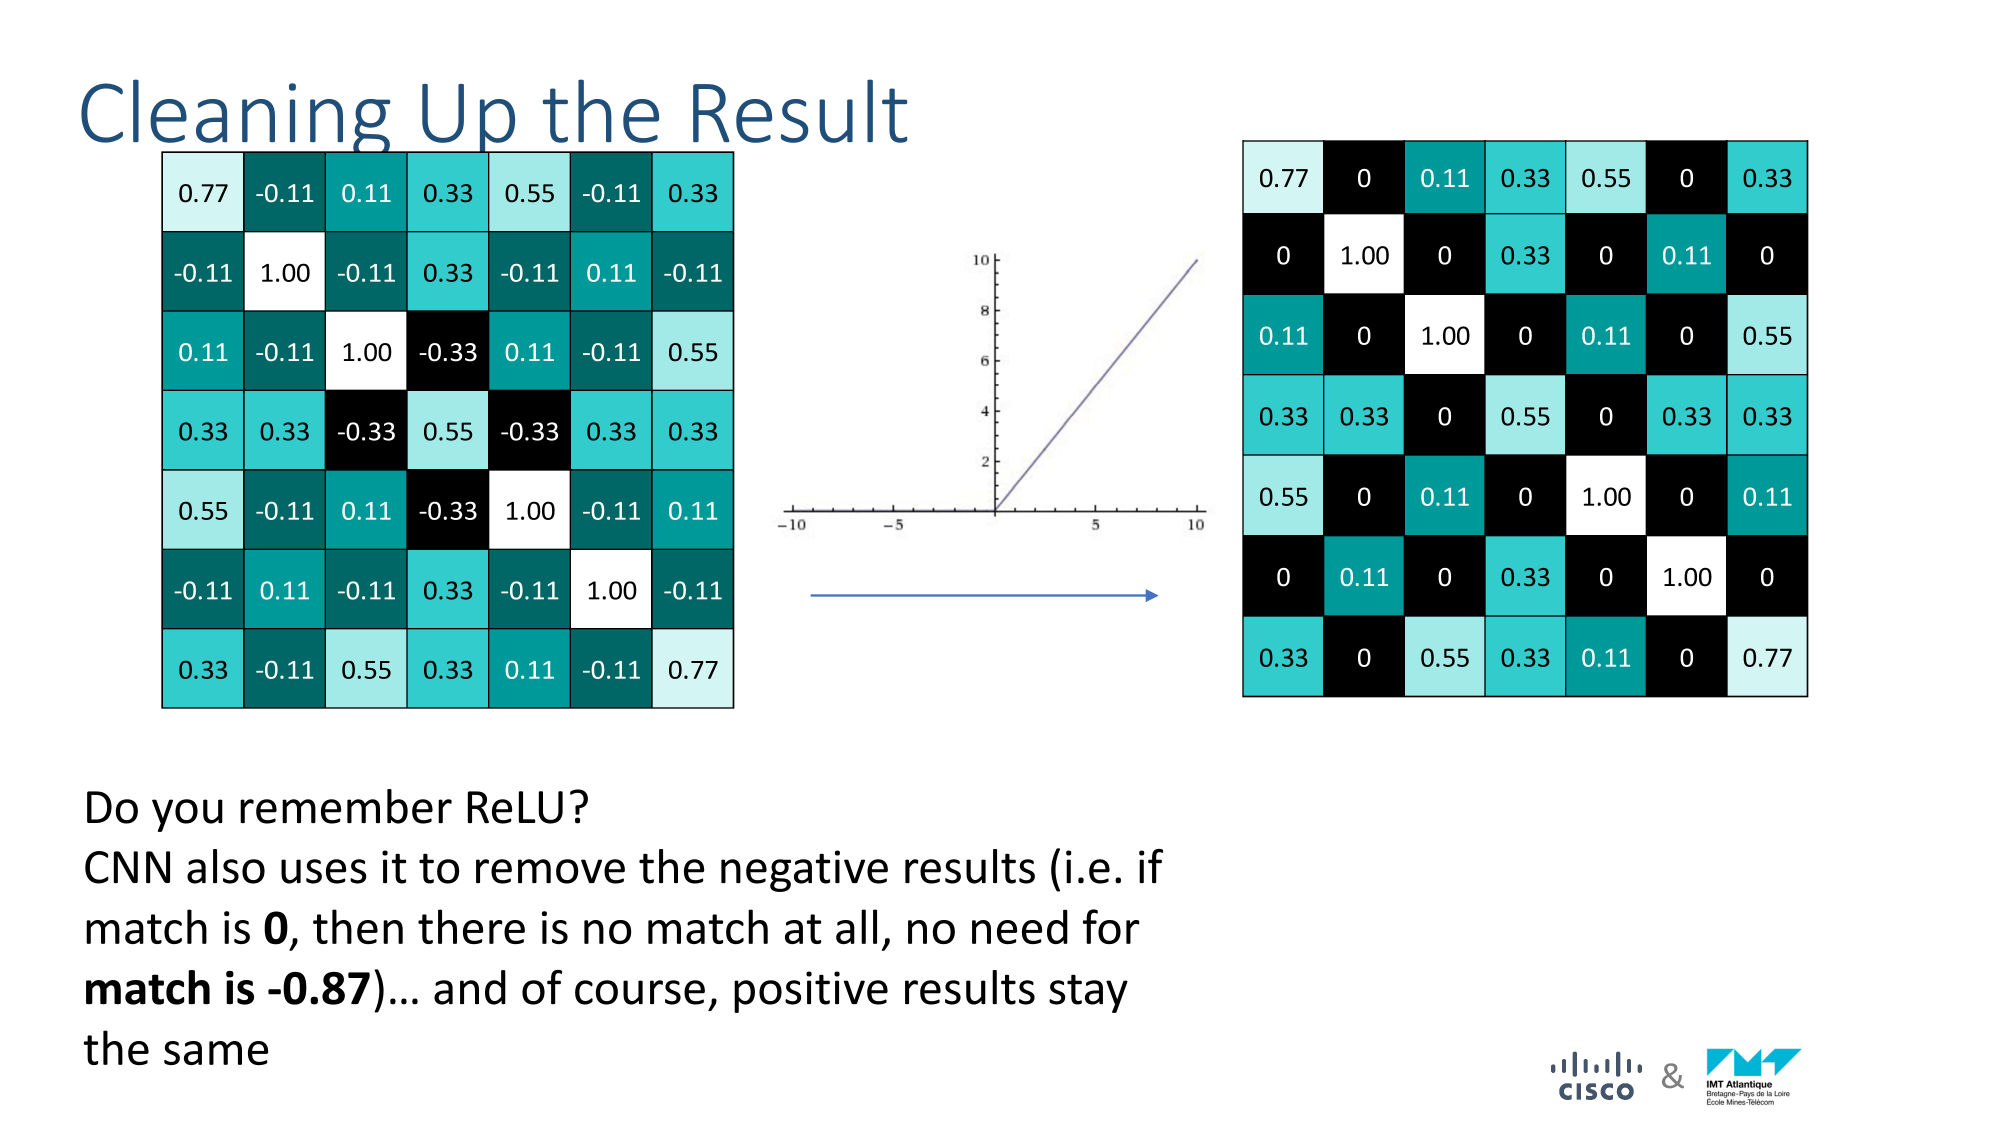 Cleaning Up the Result
0.77 -0.11 0.11 0.33 0.55 -0.11 0.33
-0.11 1.00 -0.11 0.33 -0.11 0.11 -0.11
0.11 -0.11 1.00 -0.33 0.11 -0.11 0.55
0.33 0.33 -0.33 0.55 -0.33 0.33 0.33
0.55 -0.11 0.11 -0.33 1.00 -0.11 0.11
-0.11 0.11 -0.11 0.33 -0.11 1.00 -0.11
0.33 -0.11 0.55 0.33 0.11 -0.11 0.77
10
8
6
4
2
-10 -5 5 10
0.77 0 0.11 0.33 0.55 0 0.33
0 1.00 0 0.33 0 0.11 0
0.11 0 1.00 0 0.11 0 0.55
0.33 0.33 0 0.55 0 0.33 0.33
0.55 0 0.11 0 1.00 0 0.11
0 0.11 0 0.33 0 1.00 0
0.33 0 0.55 0.33 0.11 0 0.77
Do you remember ReLU?
CNN also uses it to remove the negative results (i.e. if
match is 0, then there is no match at all, no need for
match is -0.87)… and of course, positive results stay
the same
CISCO
&
IMT Atlantique
Bretagne-Pays de la Loire
École Mines-Télécom